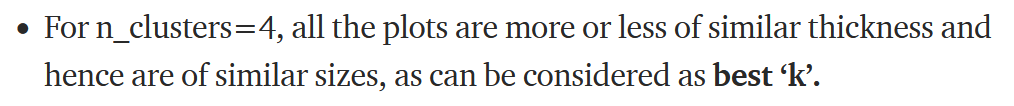 • For n_clusters=4, all the plots are more or less of similar thickness and
hence are of similar sizes, as can be considered as best ‘k’.